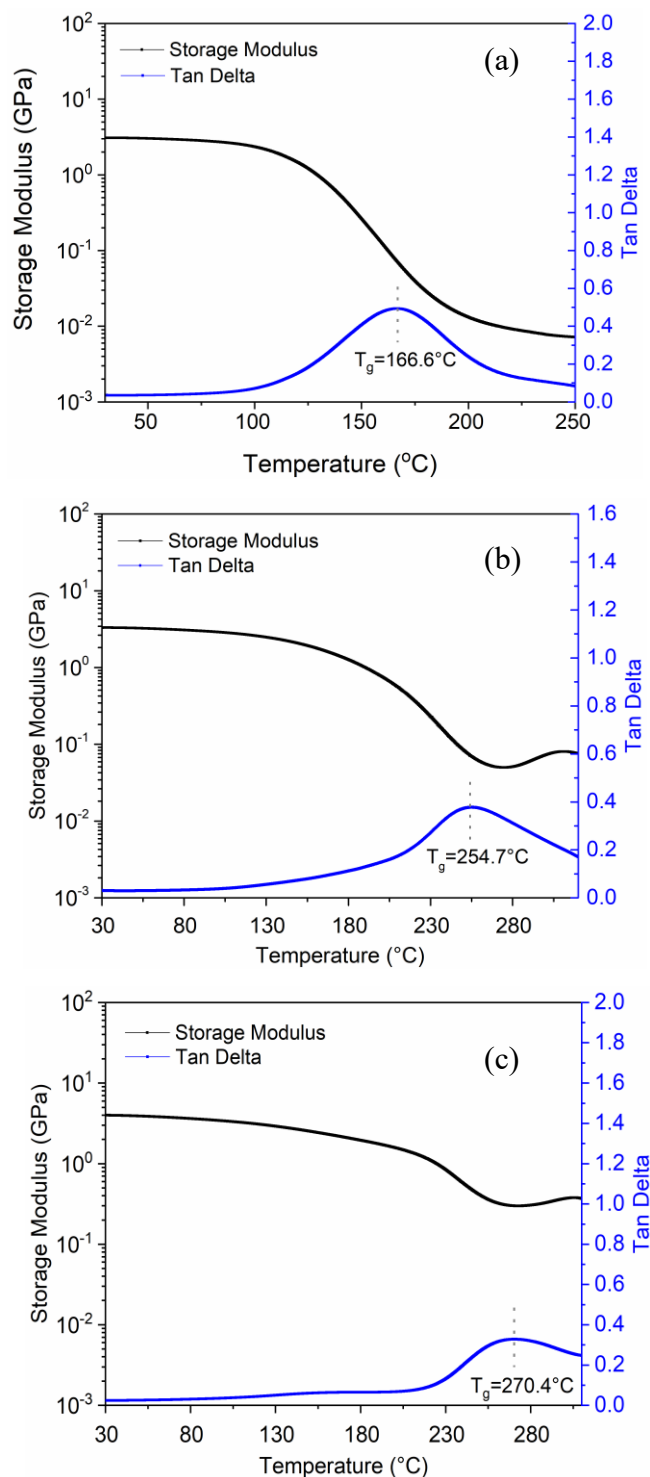 (a)
Storage Modulus
Tan Delta
Storage Modulus (GPa)
10²
10¹
10⁰
10⁻¹
10⁻²
10⁻³
2.0
1.8
1.6
1.4
1.2
1.0
0.8
0.6
0.4
0.2
0.0
Tan Delta
Tg=166.6°C
50 100 150 200 250
Temperature (°C)
(b)
Storage Modulus
Tan Delta
Storage Modulus (GPa)
10²
10¹
10⁰
10⁻¹
10⁻²
10⁻³
1.6
1.4
1.2
1.0
0.8
0.6
0.4
0.2
0.0
Tan Delta
Tg=254.7°C
30 80 130 180 230 280
Temperature (°C)
(c)
Storage Modulus
Tan Delta
Storage Modulus (GPa)
10²
10¹
10⁰
10⁻¹
10⁻²
10⁻³
2.0
1.8
1.6
1.4
1.2
1.0
0.8
0.6
0.4
0.2
0.0
Tan Delta
Tg=270.4°C
30 80 130 180 230 280
Temperature (°C)